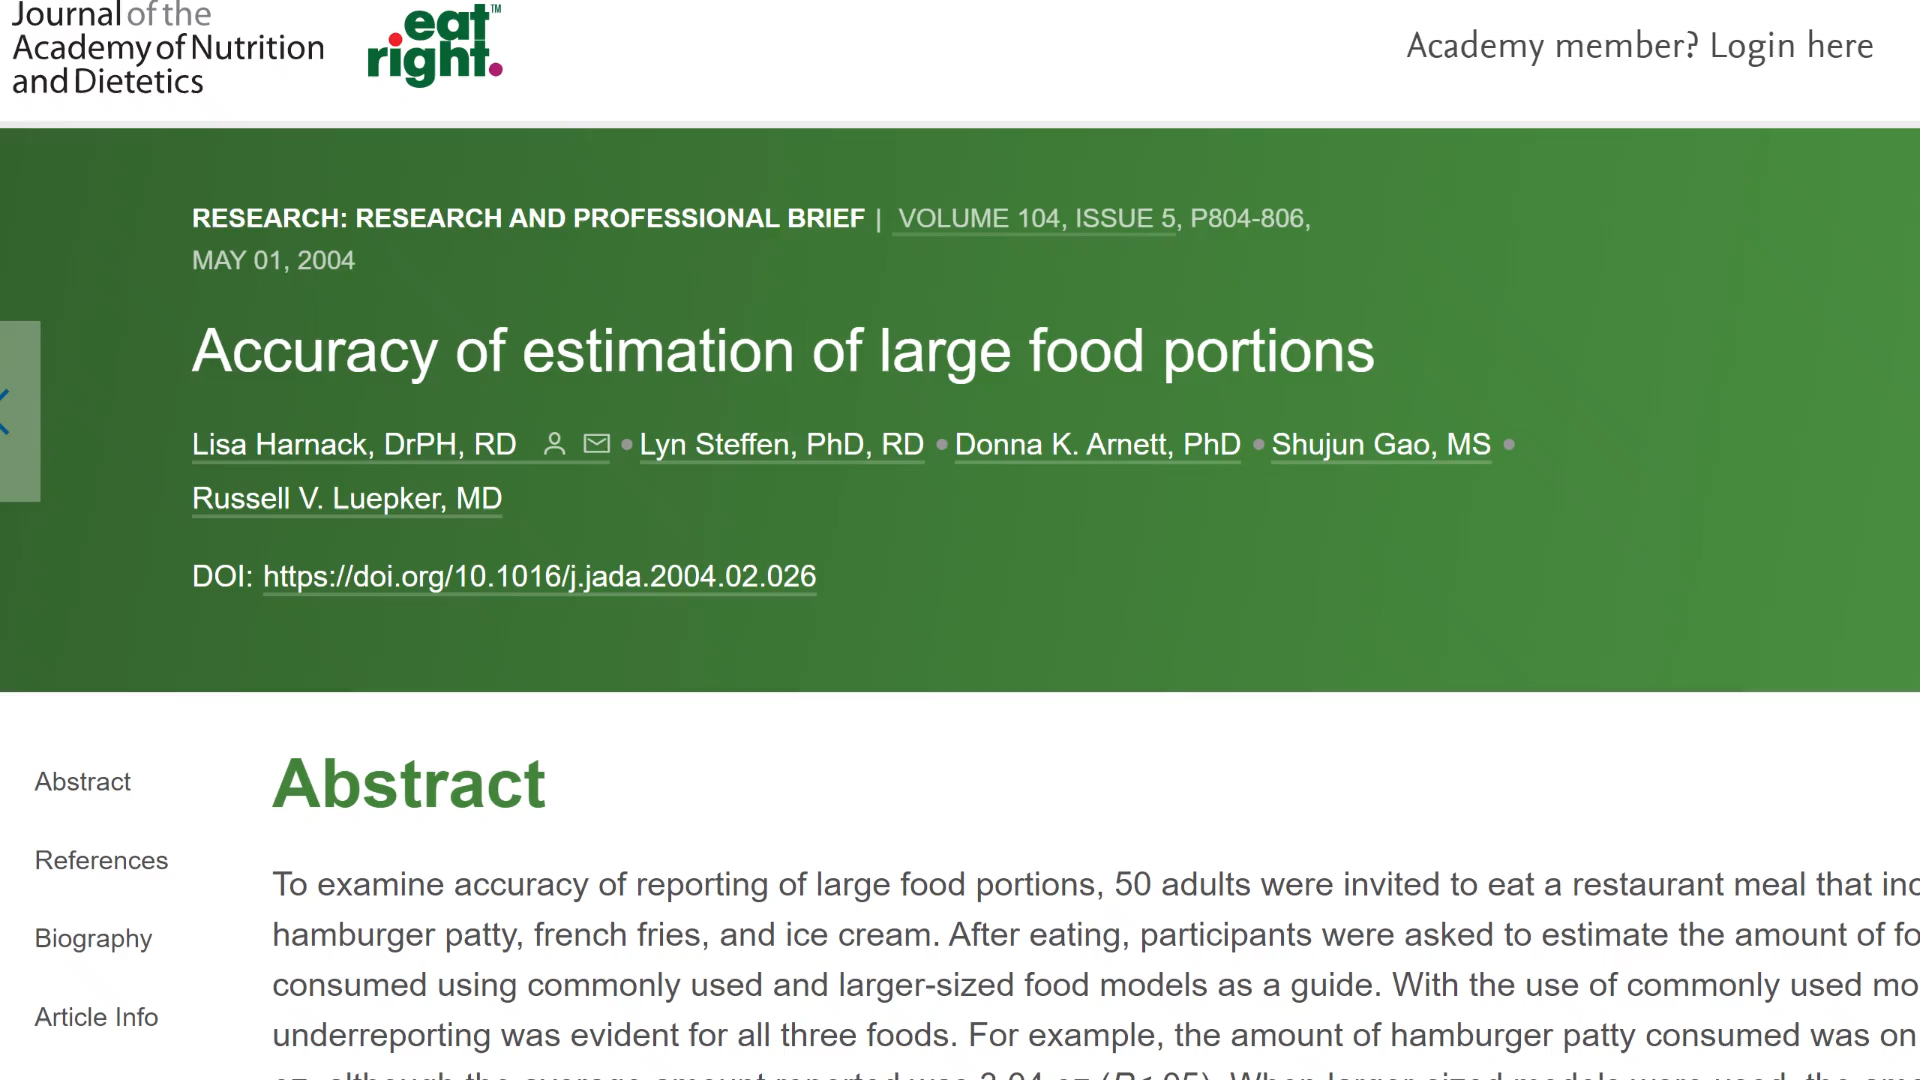 Journal of the
Academy of Nutrition
and Dietetics
eat™
right.
Academy member? Login here
RESEARCH: RESEARCH AND PROFESSIONAL BRIEF | VOLUME 104, ISSUE 5, P804-806,
MAY 01, 2004
Accuracy of estimation of large food portions
Lisa Harnack, DrPH, RD • Lyn Steffen, PhD, RD • Donna K. Arnett, PhD • Shujun Gao, MS •
Russell V. Luepker, MD
DOI: https://doi.org/10.1016/j.jada.2004.02.026
Abstract
References
Biography
Article Info
Abstract
To examine accuracy of reporting of large food portions, 50 adults were invited to eat a restaurant meal that
hamburger patty, french fries, and ice cream. After eating, participants were asked to estimate the amount of
consumed using commonly used and larger-sized food models as a guide. With the use of commonly used
underreporting was evident for all three foods. For example, the amount of hamburger patty consumed was on